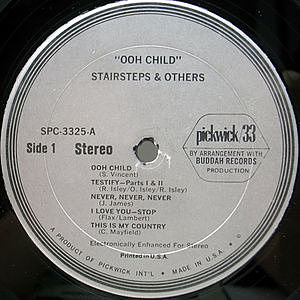 "OOH CHILD"
STAIRSTEPS & OTHERS
SPC-3325-A
Side 1 Stereo
pickwick/33
BY ARRANGEMENT WITH
BUDDAH RECORDS
PRODUCTION
OOH CHILD
(S. Vincent)
TESTIFY—Parts I & II
(R. Isley/O. Isley/R. Isley)
NEVER, NEVER, NEVER
(J. James)
I LOVE YOU—STOP
(Flax/Lambert)
THIS IS MY COUNTRY
(C. Mayfield)
Electronically Enhanced For Stereo
Printed in U.S.A.
A PRODUCT OF PICKWICK INT'L • MADE IN U.S.A.